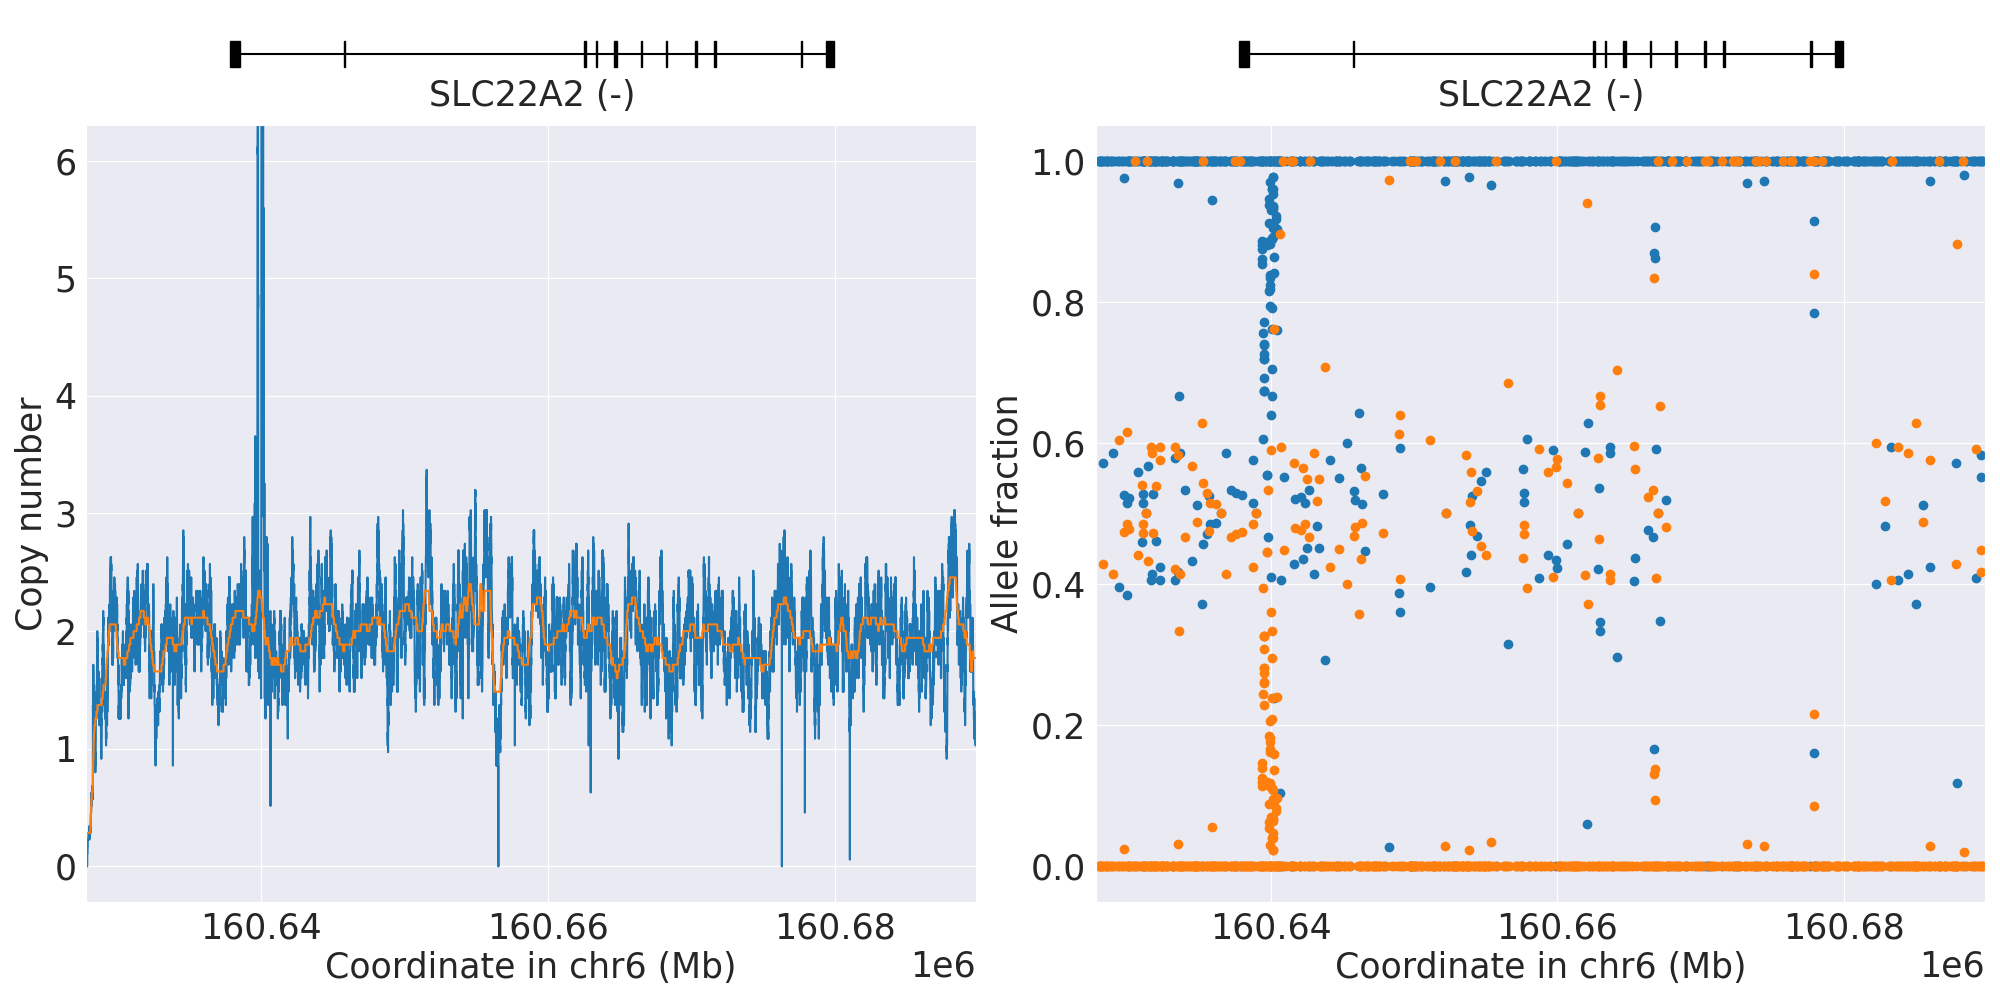 SLC22A2 (-)
6
5
4
3
2
1
0
Copy number
160.64
160.66
160.68
Coordinate in chr6 (Mb)
1e6
SLC22A2 (-)
1.0
0.8
0.6
0.4
0.2
0.0
Allele fraction
160.64
160.66
160.68
Coordinate in chr6 (Mb)
1e6